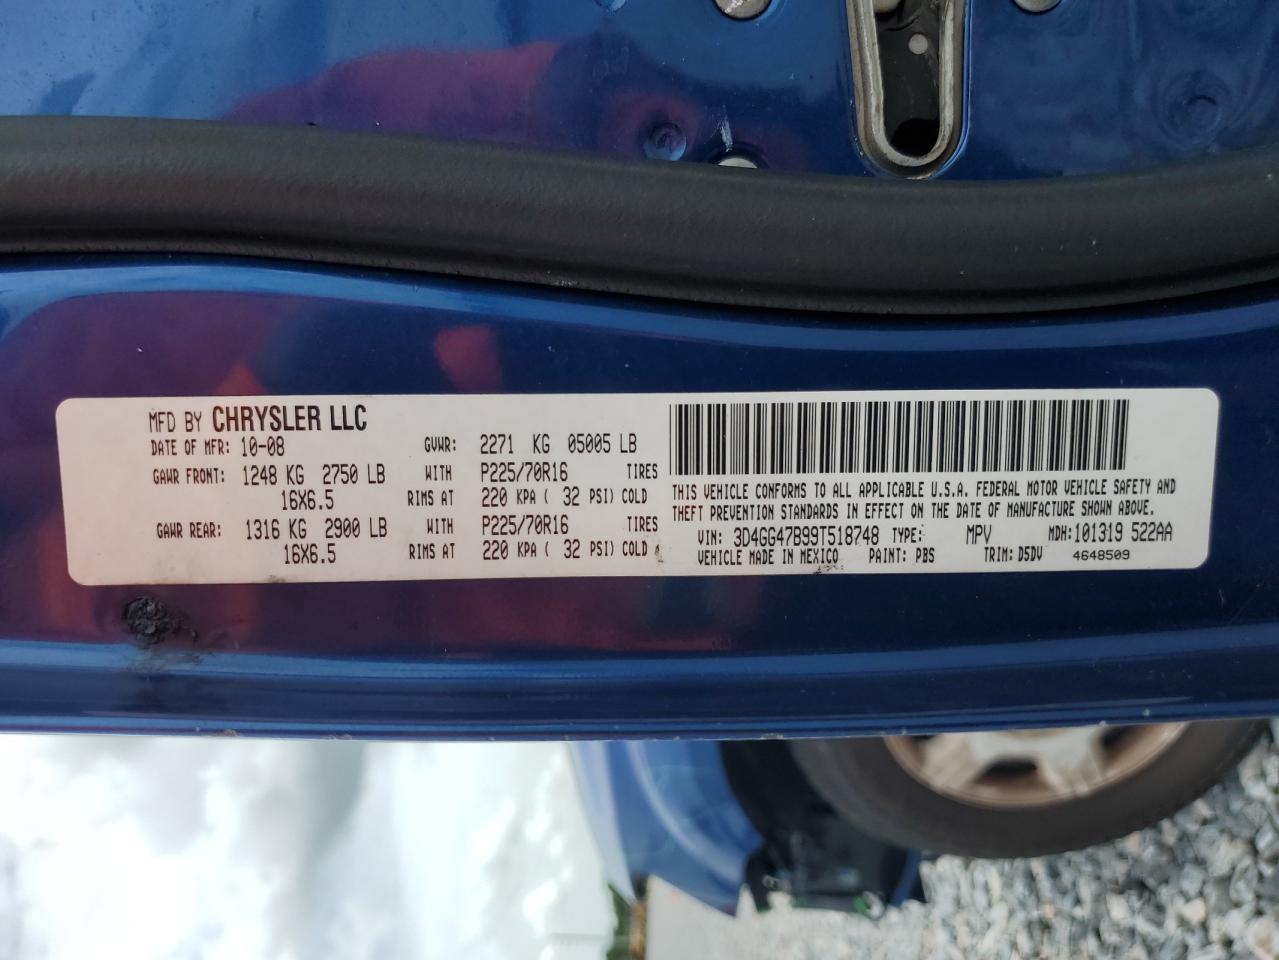 MFD BY CHRYSLER LLC
DATE OF MFR: 10-08 GVWR: 2271 KG 05005 LB
GAWR FRONT: 1248 KG 2750 LB WITH P225/70R16 TIRES
16X6.5 RIMS AT 220 KPA ( 32 PSI) COLD
GAWR REAR: 1316 KG 2900 LB WITH P225/70R16 TIRES
16X6.5 RIMS AT 220 KPA ( 32 PSI) COLD
THIS VEHICLE CONFORMS TO ALL APPLICABLE U.S.A. FEDERAL MOTOR VEHICLE SAFETY AND
THEFT PREVENTION STANDARDS IN EFFECT ON THE DATE OF MANUFACTURE SHOWN ABOVE.
VIN: 3D4GG47B99T518748 TYPE: MPV MDH: 101319 522AA
VEHICLE MADE IN MEXICO PAINT: PBS TRIM: D5DV 4648509